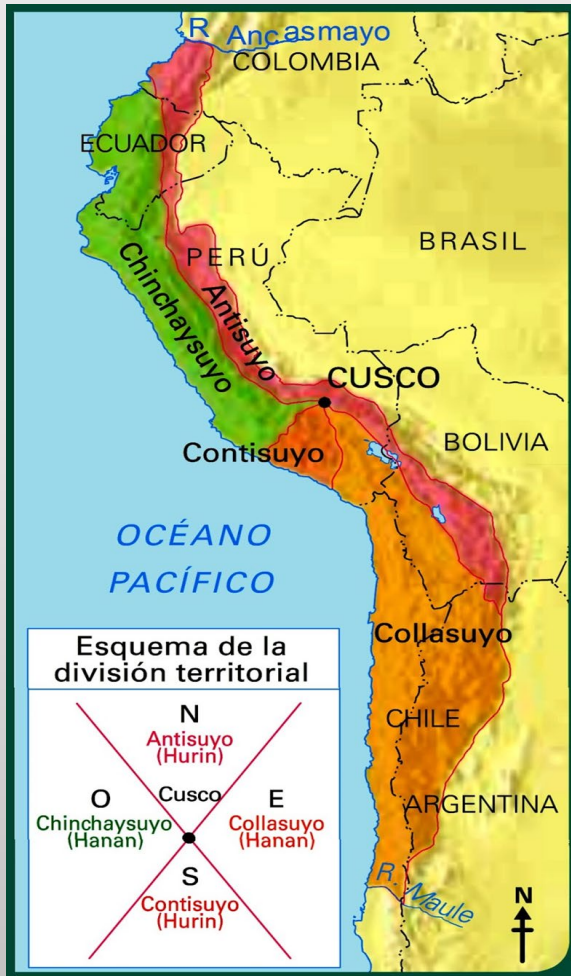 R Ancasmayo
COLOMBIA
ECUADOR
BRASIL
PERÚ
Chinchaysuyo
Antisuyo
CUSCO
BOLIVIA
Contisuyo
OCÉANO
PACÍFICO
Collasuyo
CHILE
ARGENTINA
R. Maule
N
Esquema de la
división territorial
N
Antisuyo
(Hurin)
Cusco
O
Chinchaysuyo
(Hanan)
E
Collasuyo
(Hanan)
S
Contisuyo
(Hurin)